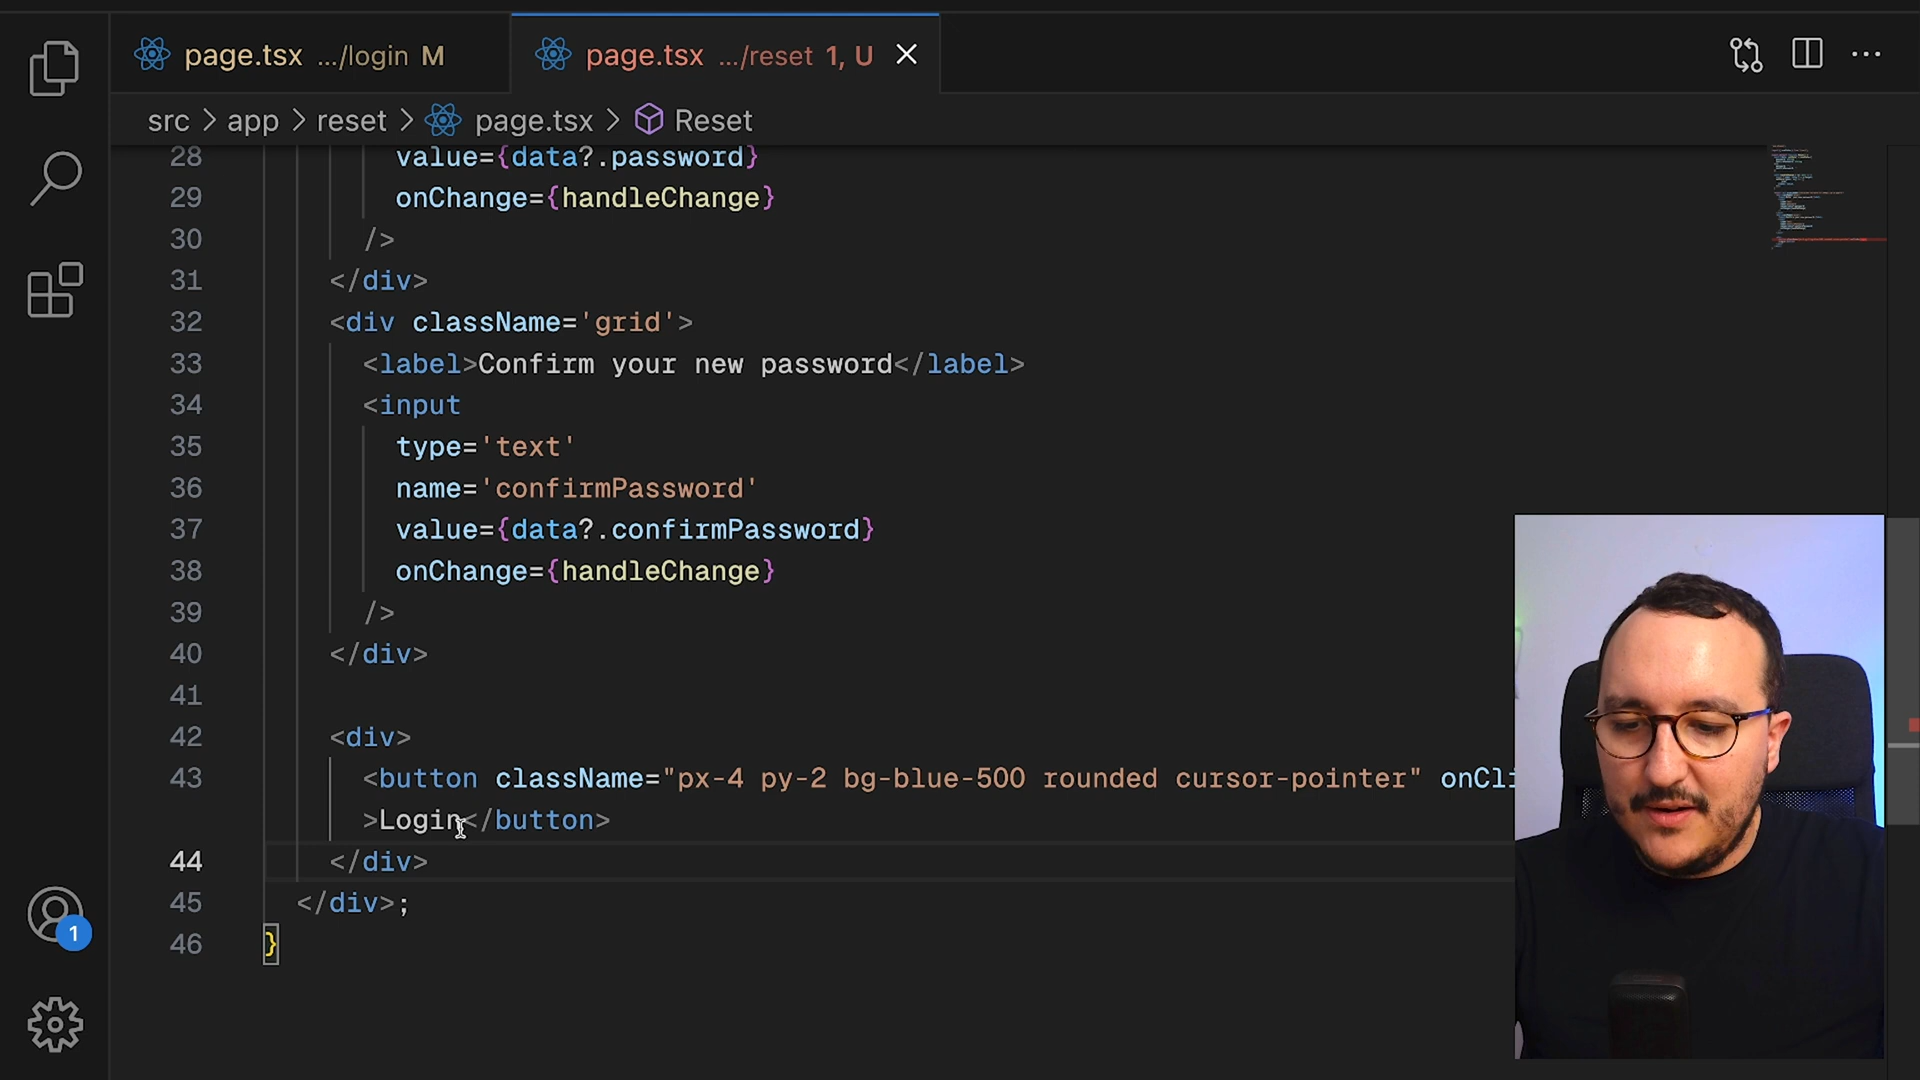 page.tsx .../login M page.tsx .../reset 1, U
src > app > reset > page.tsx > Reset
28 value={data?.password}
29 onChange={handleChange}
30 />
31 </div>
32 <div className='grid'>
33 <label>Confirm your new password</label>
34 <input
35 type='text'
36 name='confirmPassword'
37 value={data?.confirmPassword}
38 onChange={handleChange}
39 />
40 </div>
41
42 <div>
43 <button className="px-4 py-2 bg-blue-500 rounded cursor-pointer" onCli
>Login</button>
44 </div>
45 </div>;
46 }
1